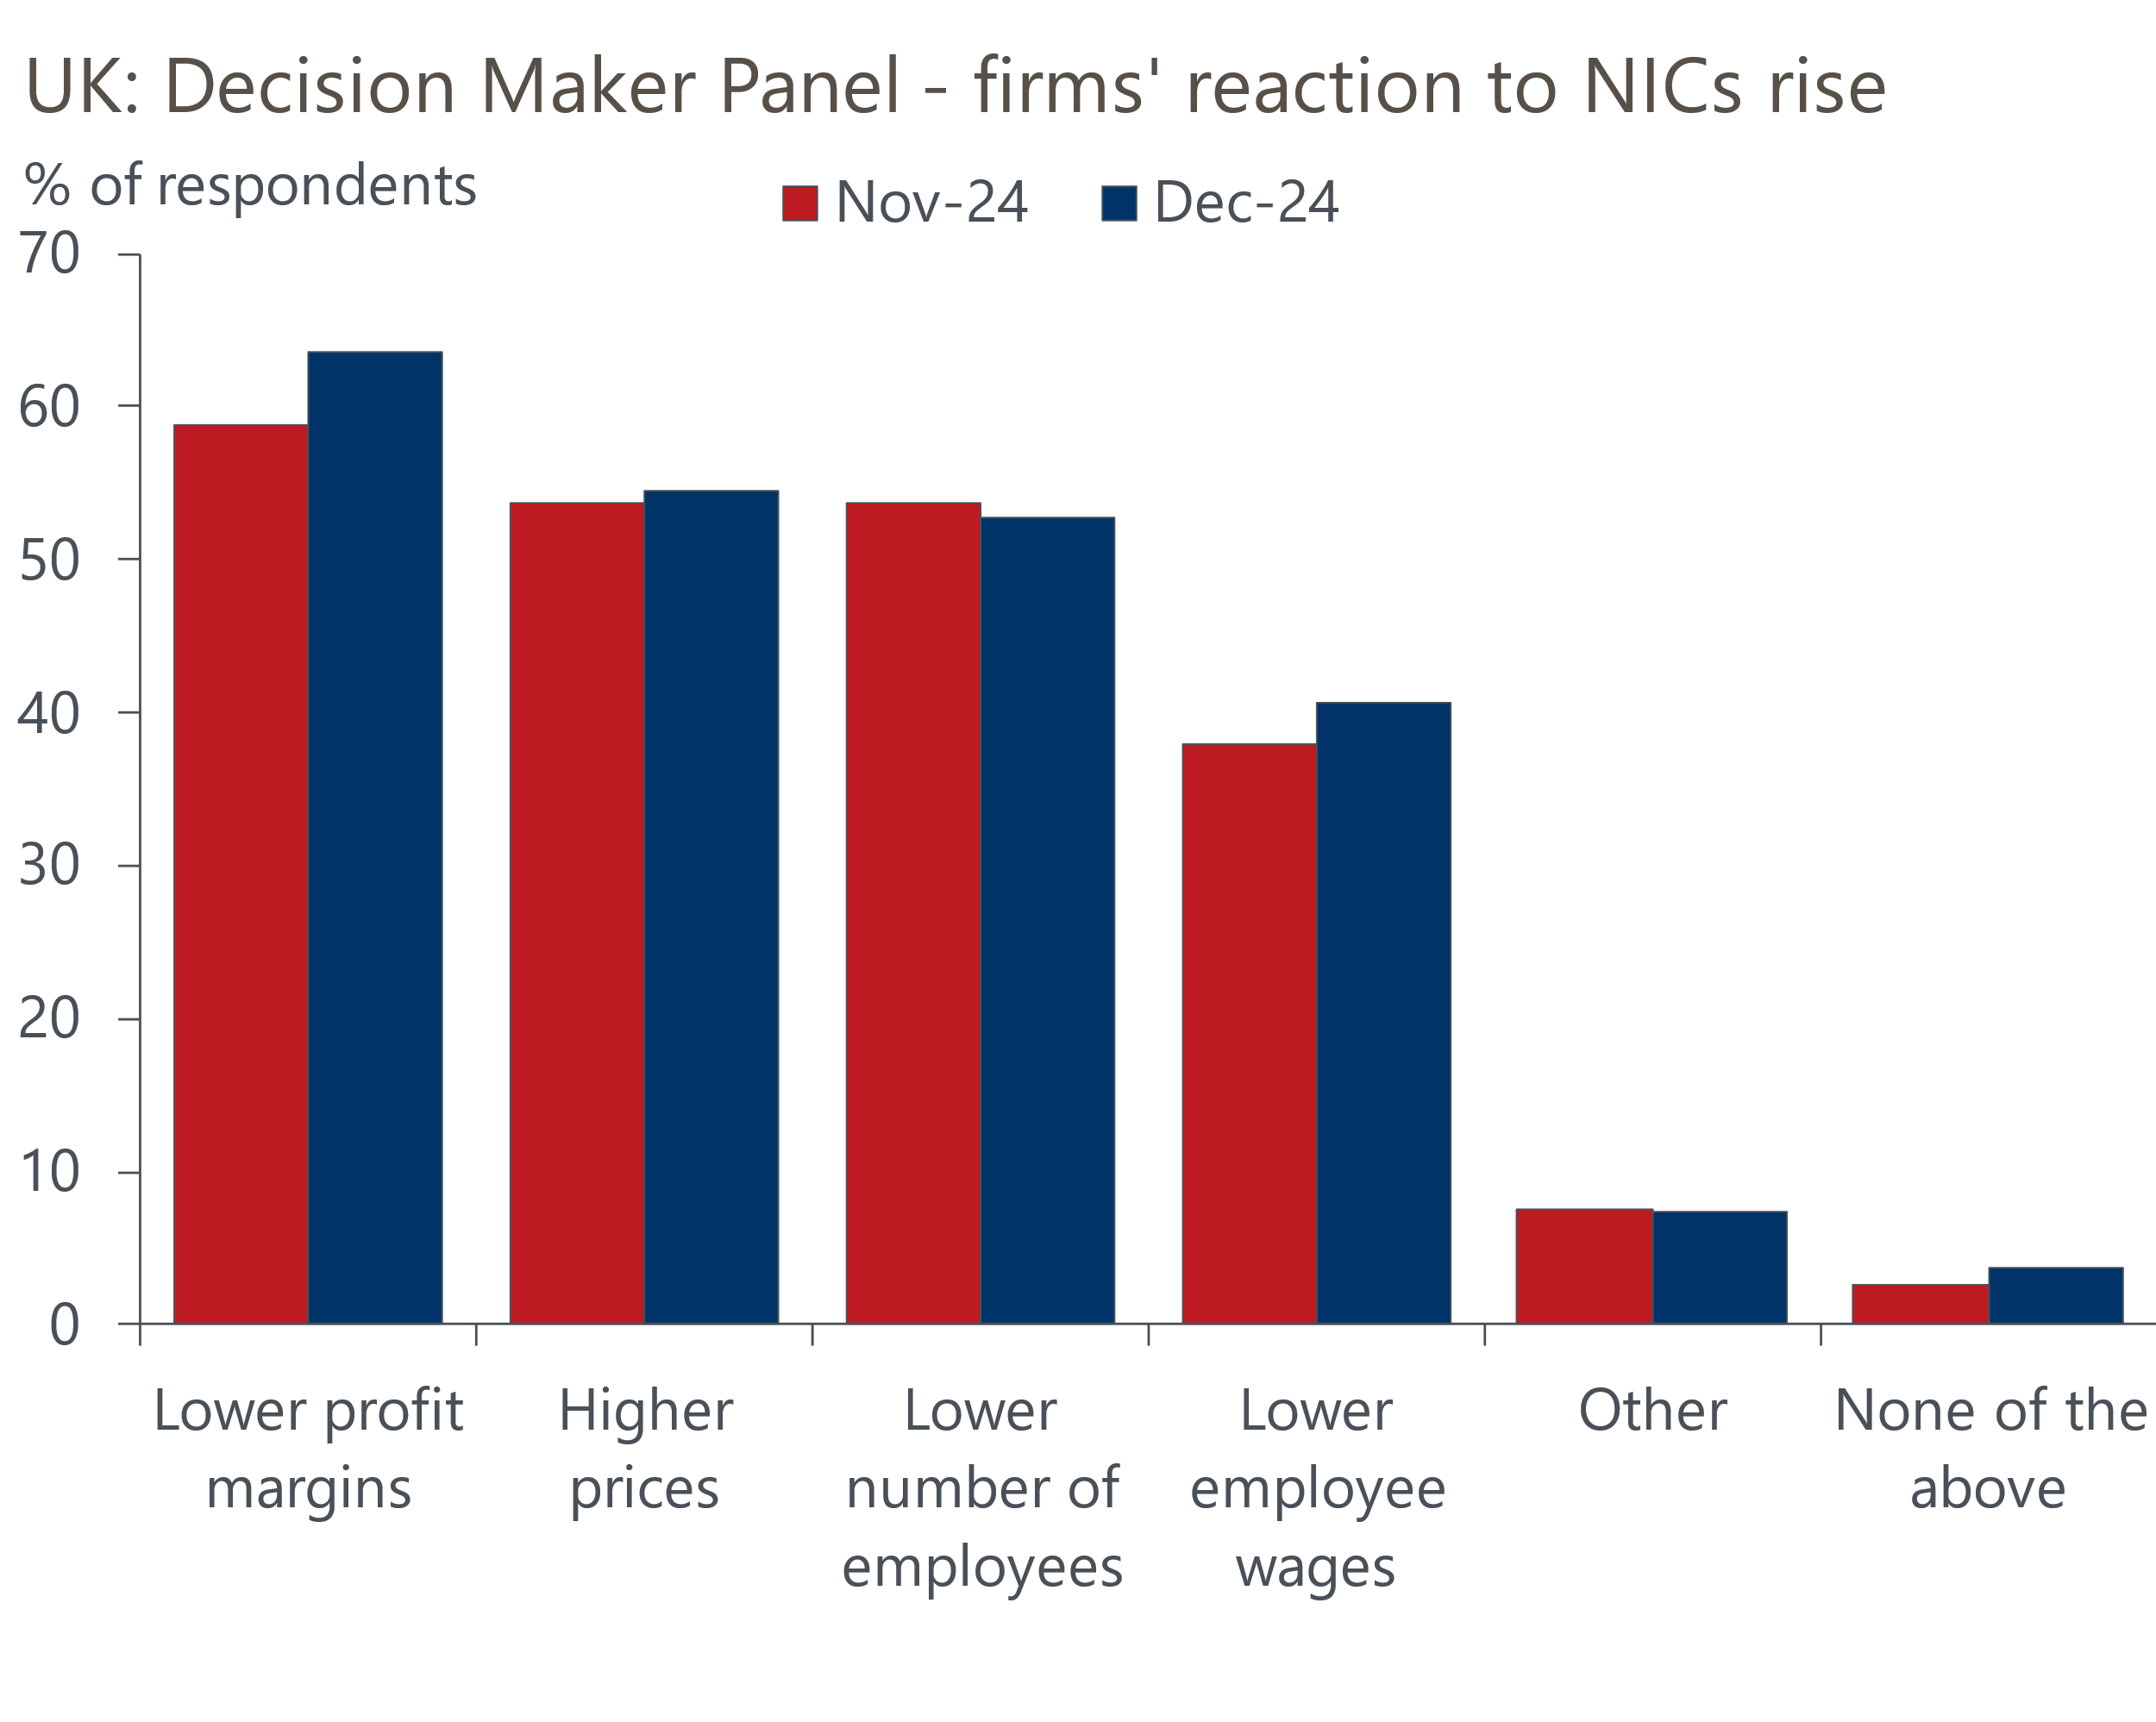 UK: Decision Maker Panel - firms' reaction to NICs rise
% of respondents
Nov-24
Dec-24
70
60
50
40
30
20
10
0
Lower profit
margins
Higher
prices
Lower
number of
employees
Lower
employee
wages
Other
None of the
above